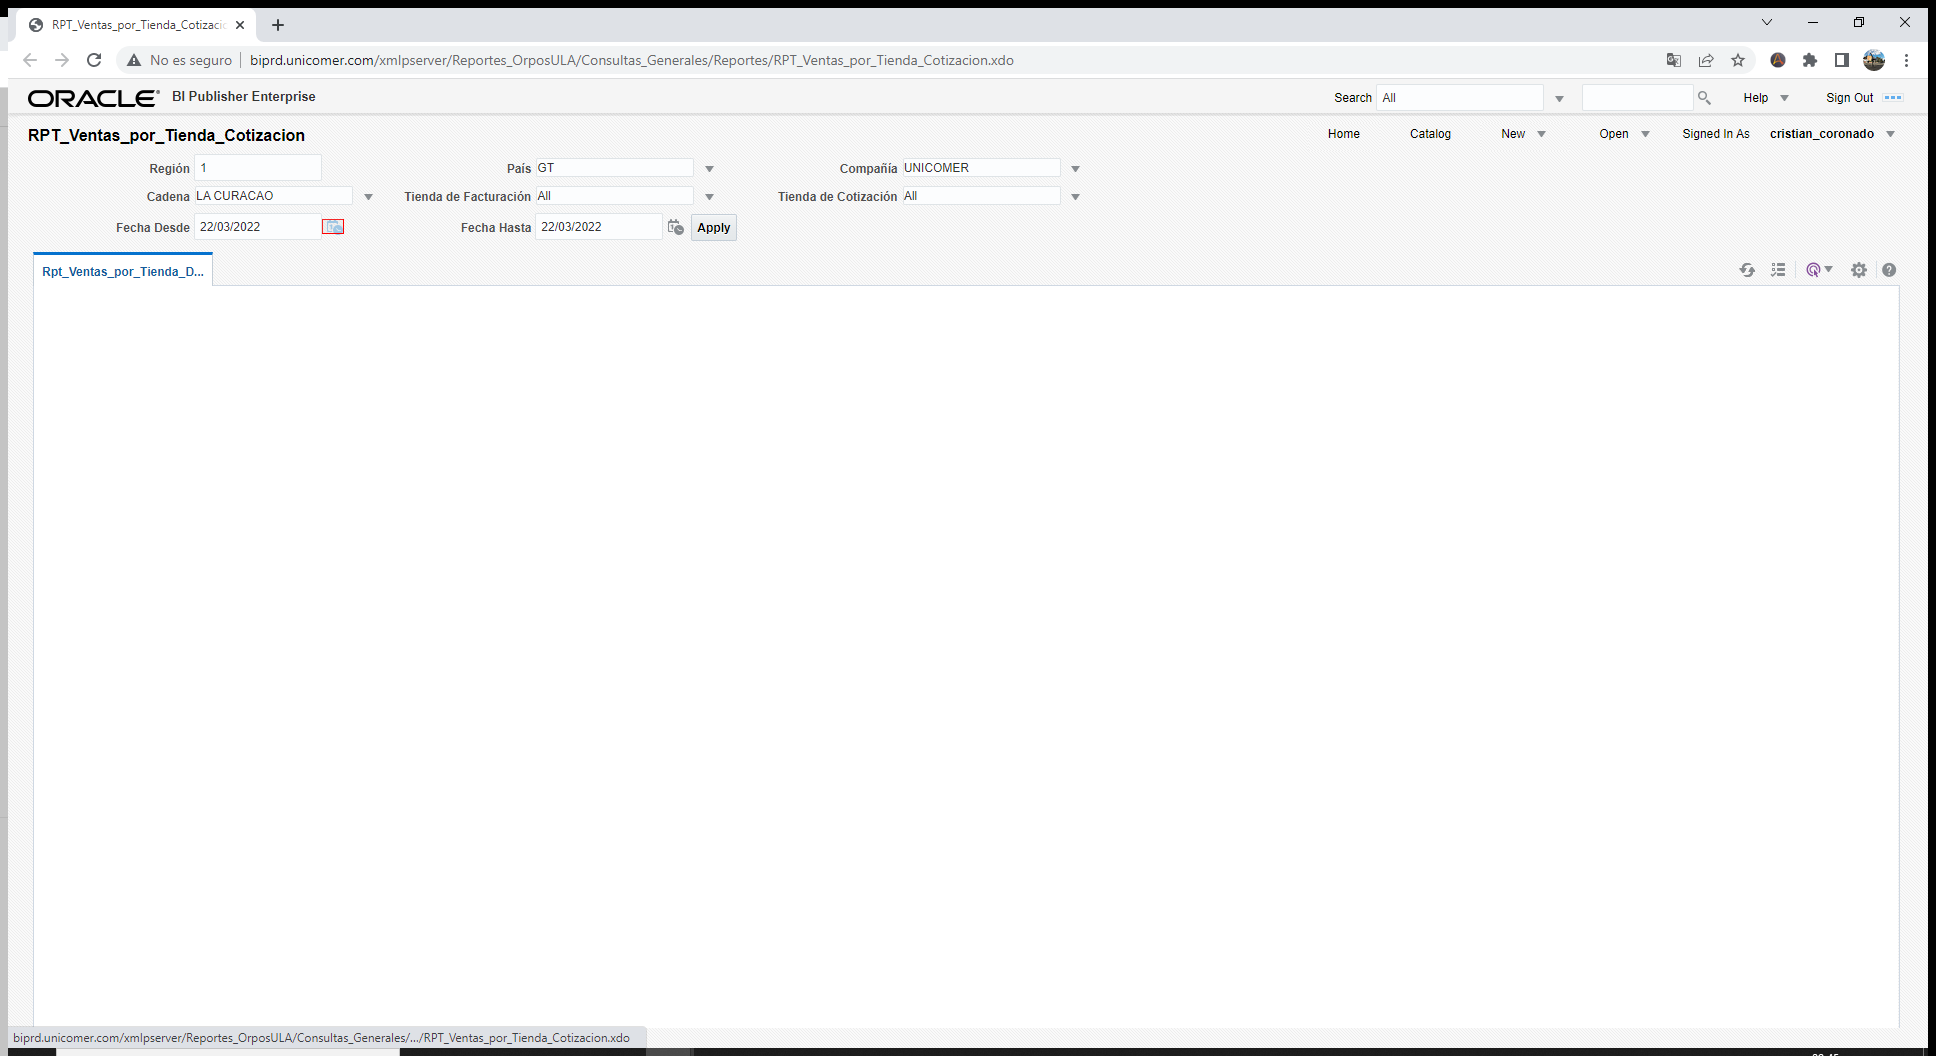 RPT_Ventas_por_Tienda_Cotizaci
No es seguro biprd.unicomer.com/xmlpserver/Reportes_OrposULA/Consultas_Generales/Reportes/RPT_Ventas_por_Tienda_Cotizacion.xdo
ORACLE BI Publisher Enterprise Search All Help Sign Out
RPT_Ventas_por_Tienda_Cotizacion Home Catalog New Open Signed In As cristian_coronado
Región 1 País GT Compañía UNICOMER
Cadena LA CURACAO Tienda de Facturación All Tienda de Cotización All
Fecha Desde 22/03/2022 Fecha Hasta 22/03/2022 Apply
Rpt_Ventas_por_Tienda_D...
biprd.unicomer.com/xmlpserver/Reportes_OrposULA/Consultas_Generales/.../RPT_Ventas_por_Tienda_Cotizacion.xdo